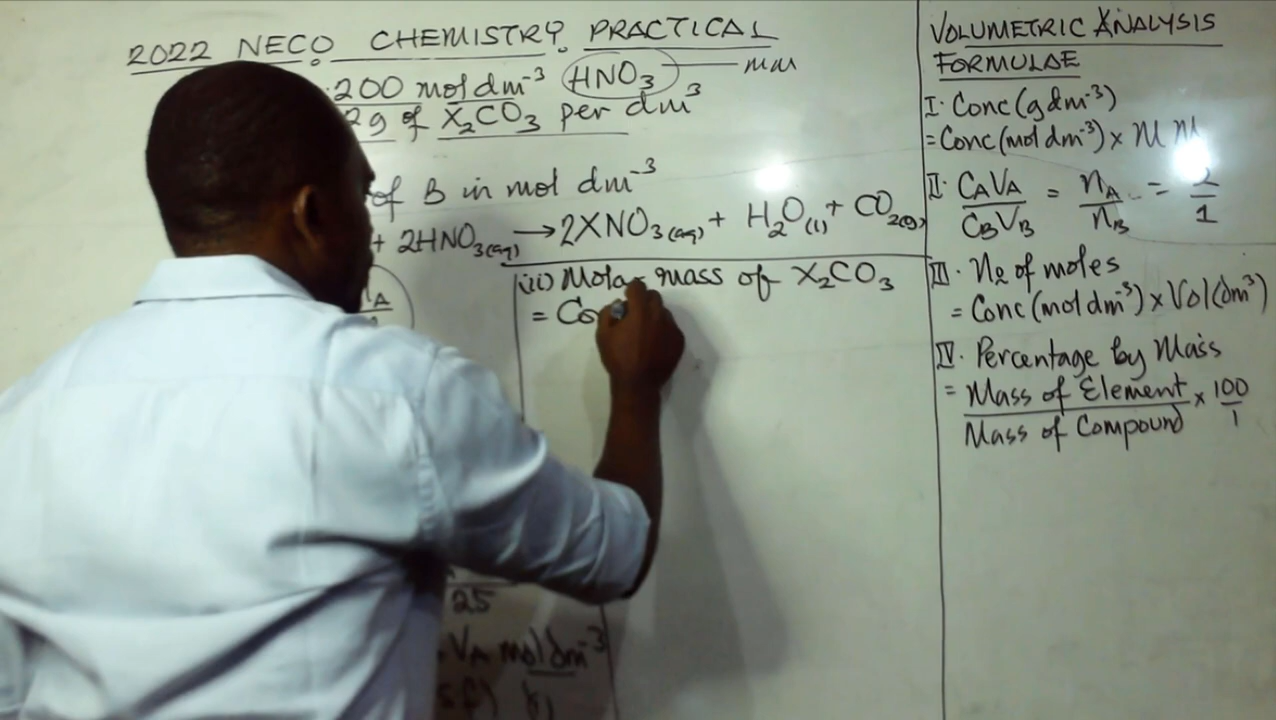 2022 NECO CHEMISTRY PRACTICAL
.200 mol dm⁻³ HNO₃
2g of X₂CO₃ per dm³
of B in mol dm⁻³
+ 2HNO₃(aq) → 2XNO₃(aq) + H₂O(l) + CO₂(g)
(ii) Molar mass of X₂CO₃
= Co
25
VA mol dm⁻³
VOLUMETRIC ANALYSIS
FORMULAE
I. Conc (g dm⁻³)
= Conc (mol dm⁻³) × M M
II. CAVA/CBVB = nA/nB = 2/1
III. No of moles
= Conc (mol dm⁻³) × Vol (dm³)
IV. Percentage by Mass
= Mass of Element/Mass of Compound × 100/1